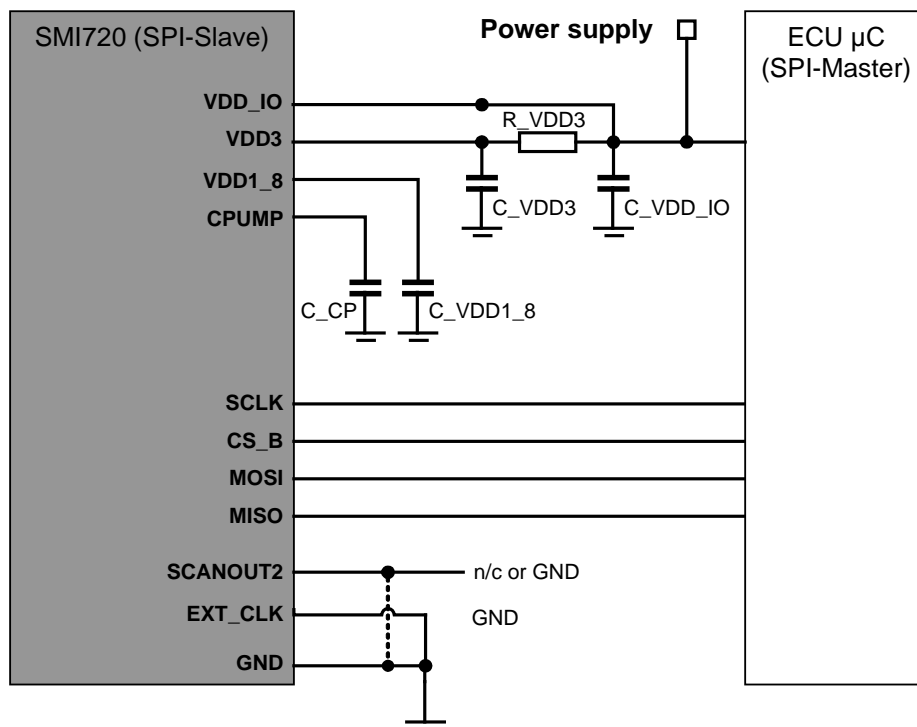 SMI720 (SPI-Slave)
Power supply
ECU µC
(SPI-Master)
VDD_IO
R_VDD3
VDD3
VDD1_8
C_VDD3
C_VDD_IO
CPUMP
C_CP
C_VDD1_8
SCLK
CS_B
MOSI
MISO
SCANOUT2
n/c or GND
EXT_CLK
GND
GND